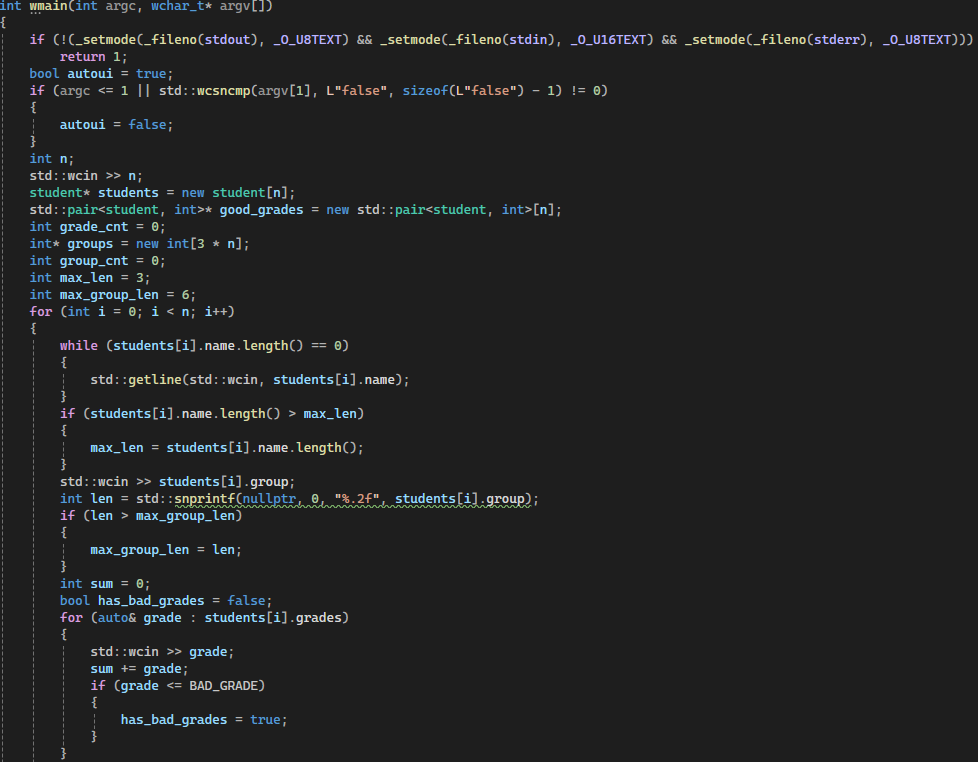 int wmain(int argc, wchar_t* argv[])
{
    if (!(_setmode(_fileno(stdout), _O_U8TEXT) && _setmode(_fileno(stdin), _O_U16TEXT) && _setmode(_fileno(stderr), _O_U8TEXT)))
        return 1;
    bool autoui = true;
    if (argc <= 1 || std::wcsncmp(argv[1], L"false", sizeof(L"false") - 1) != 0)
    {
        autoui = false;
    }
    int n;
    std::wcin >> n;
    student* students = new student[n];
    std::pair<student, int>* good_grades = new std::pair<student, int>[n];
    int grade_cnt = 0;
    int* groups = new int[3 * n];
    int group_cnt = 0;
    int max_len = 3;
    int max_group_len = 6;
    for (int i = 0; i < n; i++)
    {
        while (students[i].name.length() == 0)
        {
            std::getline(std::wcin, students[i].name);
        }
        if (students[i].name.length() > max_len)
        {
            max_len = students[i].name.length();
        }
        std::wcin >> students[i].group;
        int len = std::snprintf(nullptr, 0, "%.2f", students[i].group);
        if (len > max_group_len)
        {
            max_group_len = len;
        }
        int sum = 0;
        bool has_bad_grades = false;
        for (auto& grade : students[i].grades)
        {
            std::wcin >> grade;
            sum += grade;
            if (grade <= BAD_GRADE)
            {
                has_bad_grades = true;
            }
        }